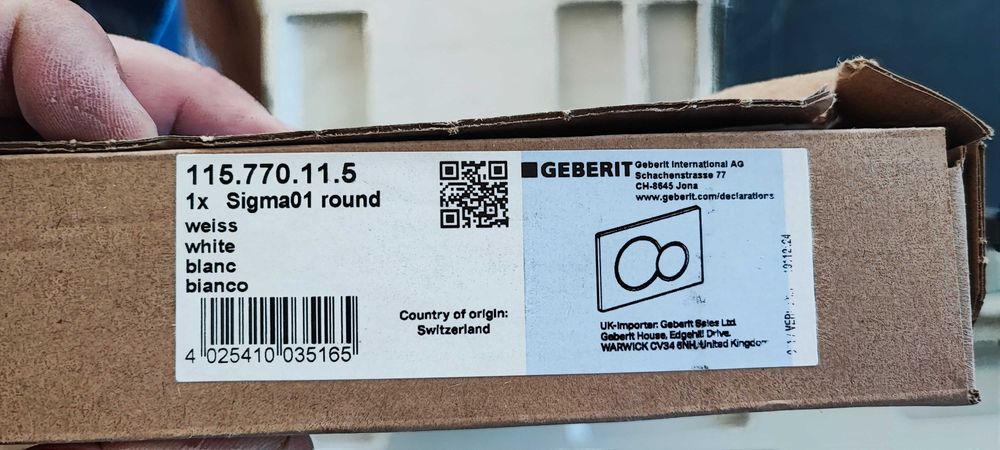 115.770.11.5
1x Sigma01 round
weiss
white
blanc
bianco
4 025410 035165
Country of origin:
Switzerland
GEBERIT
Geberit International AG
Schachenstrasse 77
CH-8645 Jona
www.geberit.com/declarations
UK-Importer: Geberit Sales Ltd.
Geberit House, Edgehill Drive.
WARWICK CV34 6NH, United Kingdom